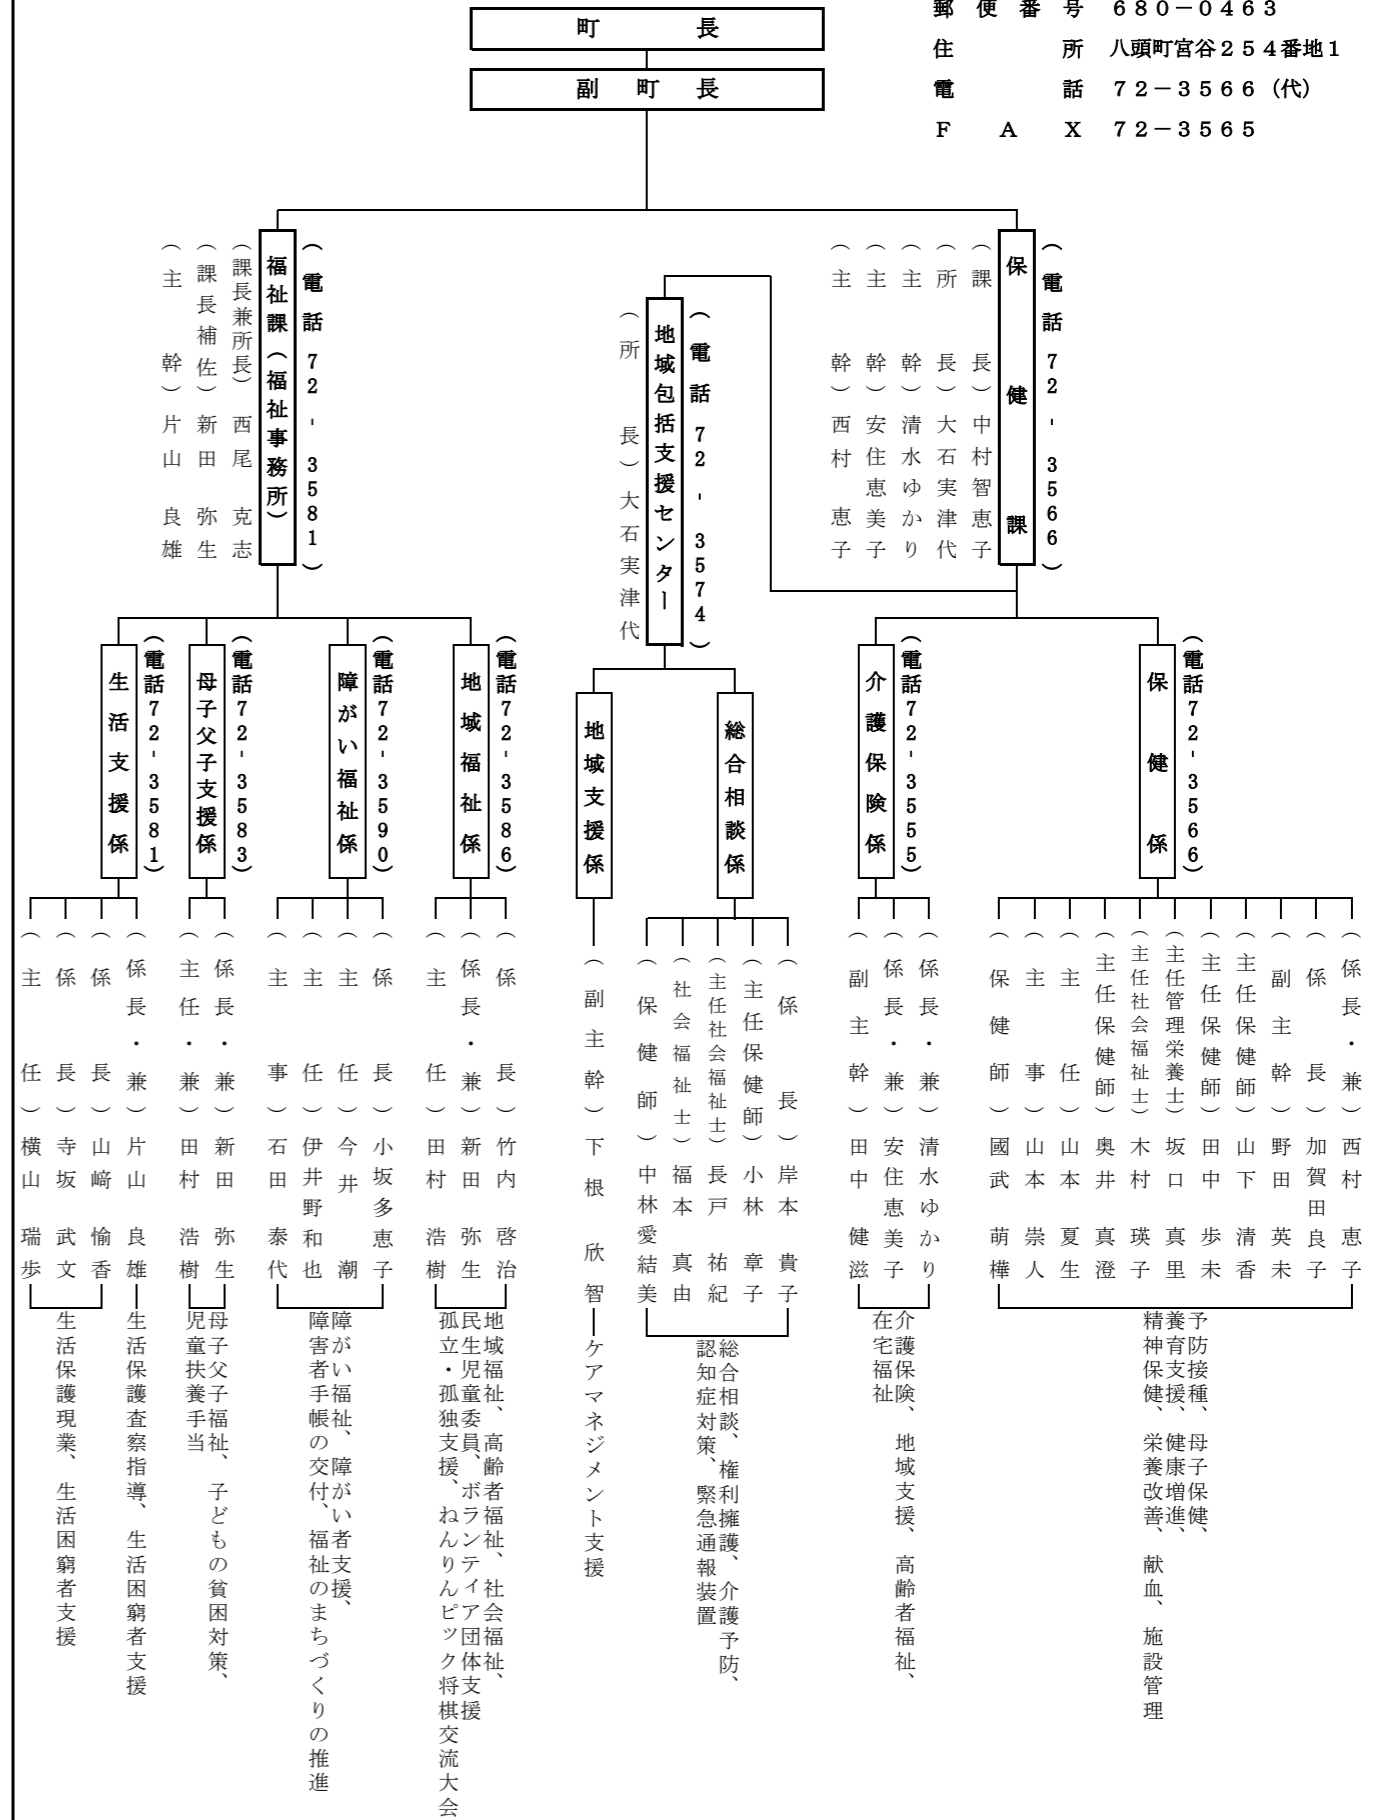 町長
副町長
郵便番号 680－0463
住所 八頭町宮谷254番地1
電話 72－3566（代）
FAX 72－3565
（電話 72-3566）
保健課
（課長）中村智恵子
（所長）大石実津代
（主幹）清水ゆかり
（主幹）安住恵美子
（主幹）西村 恵子
（電話72-3566）
保健係
（係長・兼）西村 恵子
（係長）加賀田良子
（副主幹）野田 英未
（主任保健師）山下 清香
（主任保健師）田中 歩未
（主任管理栄養士）坂口 真里
（主任社会福祉士）木村 瑛子
（主任保健師）奥井 真澄
（主任）山本 夏生
（主事）山本 崇人
（保健師）國武 萌樺
予防接種、母子保健、
養育支援、健康増進、
精神保健、栄養改善、献血、施設管理
（電話72-3555）
介護保険係
（係長・兼）清水ゆかり
（係長・兼）安住恵美子
（副主幹）田中 健滋
介護保険、地域支援、高齢者福祉、
在宅福祉
（電話 72-3574）
地域包括支援センター
（所長）大石実津代
総合相談係
（係長）岸本 貴子
（主任保健師）小林 章子
（主任社会福祉士）長戸 祐紀
（社会福祉士）福本 真由
（保健師）中林愛結美
総合相談、権利擁護、介護予防、
認知症対策、緊急通報装置
地域支援係
（副主幹）下根 欣智
ケアマネジメント支援
（電話 72-3581）
福祉課（福祉事務所）
（課長兼所長）西尾 克志
（課長補佐）新田 弥生
（主幹）片山 良雄
（電話72-3586）
地域福祉係
（係長）竹内 啓治
（係長・兼）新田 弥生
（主任）田村 浩樹
地域福祉、高齢者福祉、社会福祉、
民生児童委員、ボランティア団体支援
孤立・孤独支援、ねんりんピック将棋交流大会
（電話72-3590）
障がい福祉係
（係長）小坂多恵子
（主任）今井 潮
（主任）伊井野和也
（主事）石田 泰代
障がい福祉、障がい者支援、
障害者手帳の交付、福祉のまちづくりの推進
（電話72-3583）
母子父子支援係
（係長・兼）新田 弥生
（主任・兼）田村 浩樹
母子父子福祉、子どもの貧困対策、
児童扶養手当
（電話72-3581）
生活支援係
（係長・兼）片山 良雄
（係長）山﨑 愉香
（係長）寺坂 武文
（主任）横山 瑞歩
生活保護査察指導、生活困窮者支援
生活保護現業、生活困窮者支援